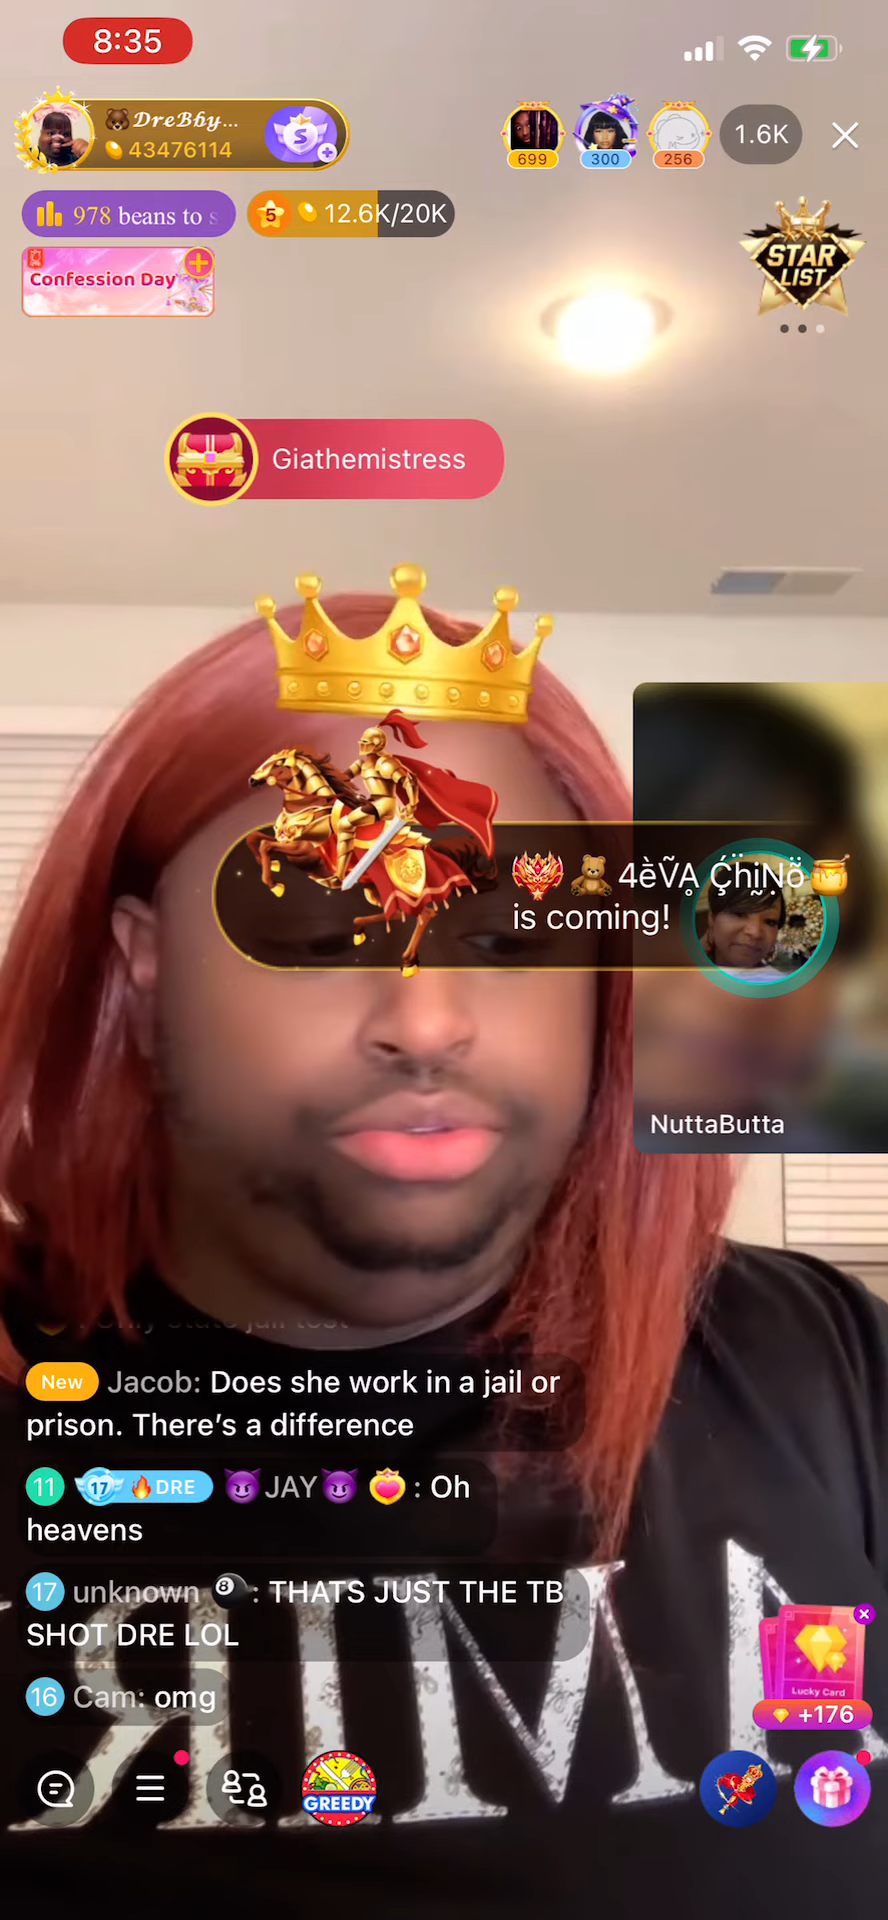 8:35
🐻𝓓𝓻𝓮𝓑𝓫𝔂...
43476114
S
699
300
256
1.6K
978 beans to s
5 12.6K/20K
Confession Day
STAR
LIST
Giathemistress
4èṼḀ ḈḧḭṆȫ🍯
is coming!
NuttaButta
New Jacob: Does she work in a jail or
prison. There’s a difference
11 17 🔥DRE 😈JAY😈 : Oh
heavens
17 unknown 🎱: THATS JUST THE TB
SHOT DRE LOL
16 Cam: omg
Lucky Card
+176
GREEDY